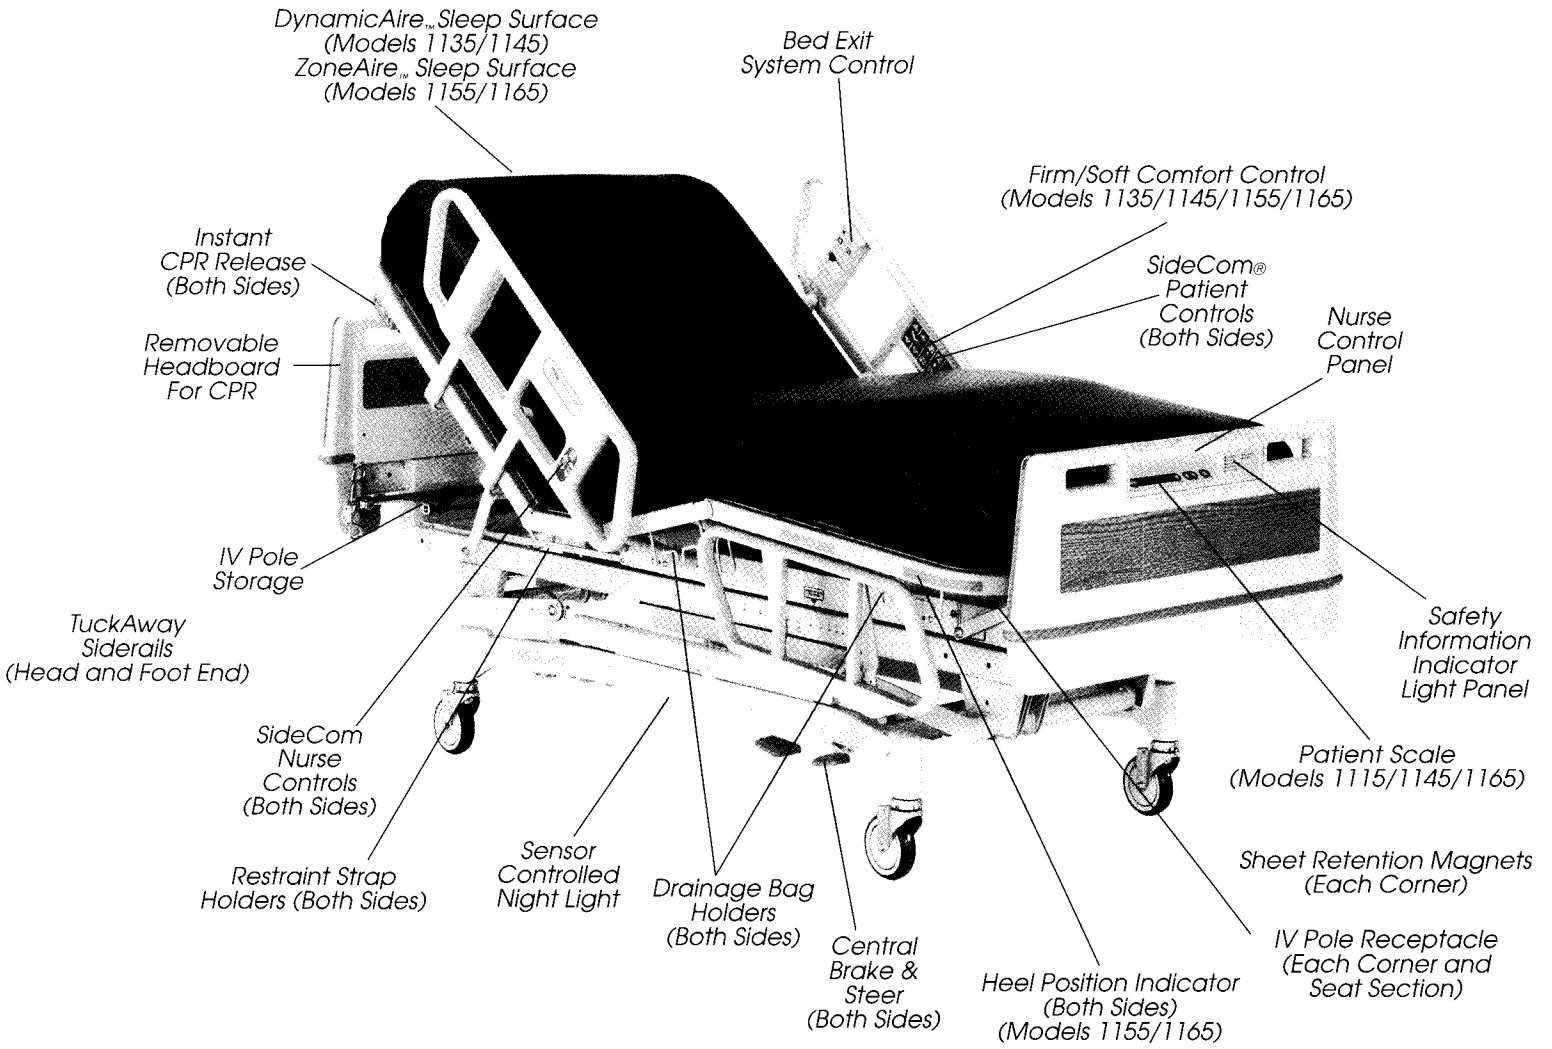 DynamicAire™ Sleep Surface
(Models 1135/1145)
ZoneAire™ Sleep Surface
(Models 1155/1165)
Bed Exit
System Control
Firm/Soft Comfort Control
(Models 1135/1145/1155/1165)
Instant
CPR Release
(Both Sides)
SideCom®
Patient
Controls
(Both Sides)
Nurse
Control
Panel
Removable
Headboard
For CPR
IV Pole
Storage
TuckAway
Siderails
(Head and Foot End)
Safety
Information
Indicator
Light Panel
SideCom
Nurse
Controls
(Both Sides)
Patient Scale
(Models 1115/1145/1165)
Restraint Strap
Holders (Both Sides)
Sensor
Controlled
Night Light
Drainage Bag
Holders
(Both Sides)
Sheet Retention Magnets
(Each Corner)
Central
Brake &
Steer
(Both Sides)
Heel Position Indicator
(Both Sides)
(Models 1155/1165)
IV Pole Receptacle
(Each Corner and
Seat Section)